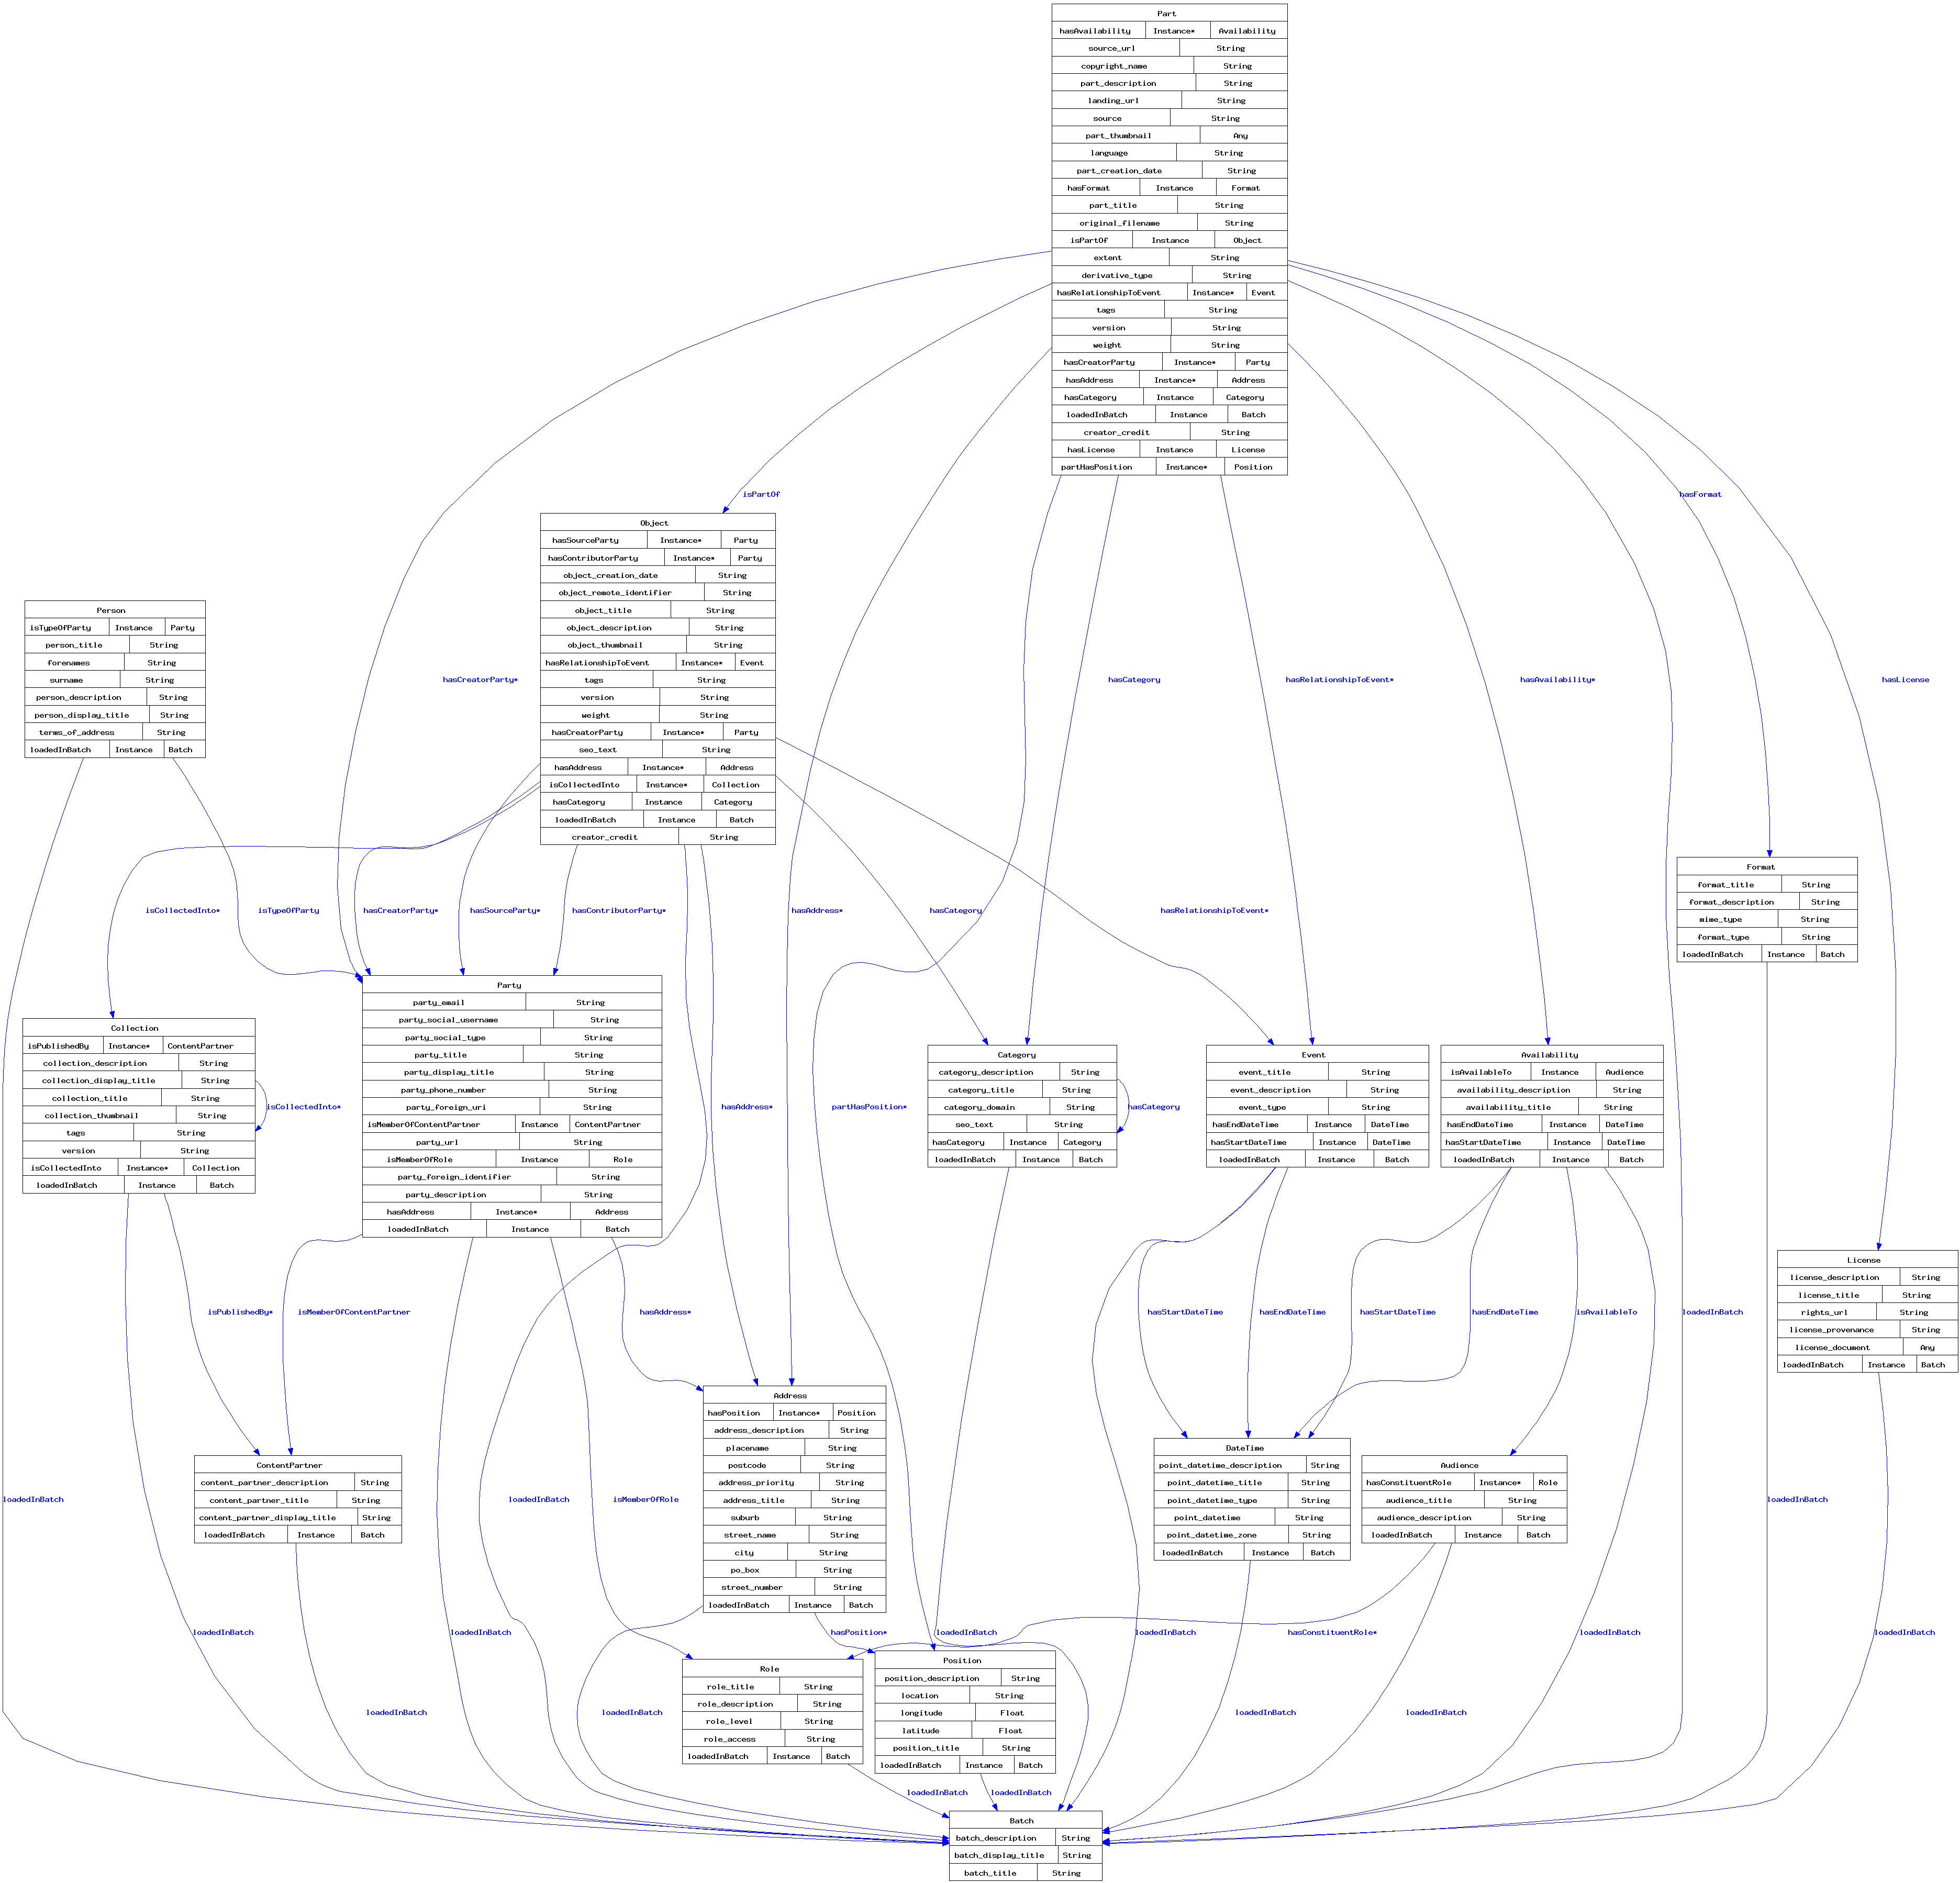 Part
hasAvailability Instance* Availability
source_url String
copyright_name String
part_description String
landing_url String
source String
part_thumbnail Any
language String
part_creation_date String
hasFormat Instance Format
part_title String
original_filename String
isPartOf Instance Object
extent String
derivative_type String
hasRelationshipToEvent Instance* Event
tags String
version String
weight String
hasCreatorParty Instance* Party
hasAddress Instance* Address
hasCategory Instance Category
loadedInBatch Instance Batch
creator_credit String
hasLicense Instance License
partHasPosition Instance* Position
isPartOf
hasFormat
Object
hasSourceParty Instance* Party
hasContributorParty Instance* Party
object_creation_date String
object_remote_identifier String
object_title String
object_description String
object_thumbnail String
hasRelationshipToEvent Instance* Event
tags String
version String
weight String
hasCreatorParty Instance* Party
seo_text String
hasAddress Instance* Address
isCollectedInto Instance* Collection
hasCategory Instance Category
loadedInBatch Instance Batch
creator_credit String
Person
isTypeOfParty Instance Party
person_title String
forenames String
surname String
person_description String
person_display_title String
terms_of_address String
loadedInBatch Instance Batch
hasCreatorParty*
hasCategory
hasRelationshipToEvent*
hasAvailability*
hasLicense
Format
format_title String
format_description String
mime_type String
format_type String
loadedInBatch Instance Batch
isCollectedInto*
isTypeOfParty
hasCreatorParty*
hasSourceParty*
hasContributorParty*
hasAddress*
hasCategory
hasRelationshipToEvent*
Party
party_email String
party_social_username String
party_social_type String
party_title String
party_display_title String
party_phone_number String
party_foreign_uri String
isMemberOfContentPartner Instance ContentPartner
party_url String
isMemberOfRole Instance Role
party_foreign_identifier String
party_description String
hasAddress Instance* Address
loadedInBatch Instance Batch
Collection
isPublishedBy Instance* ContentPartner
collection_description String
collection_display_title String
collection_title String
collection_thumbnail String
tags String
version String
isCollectedInto Instance* Collection
loadedInBatch Instance Batch
isCollectedInto*
hasAddress*
partHasPosition*
Category
category_description String
category_title String
category_domain String
seo_text String
hasCategory Instance Category
loadedInBatch Instance Batch
hasCategory
Event
event_title String
event_description String
event_type String
hasEndDateTime Instance DateTime
hasStartDateTime Instance DateTime
loadedInBatch Instance Batch
Availability
isAvailableTo Instance Audience
availability_description String
availability_title String
hasEndDateTime Instance DateTime
hasStartDateTime Instance DateTime
loadedInBatch Instance Batch
License
license_description String
license_title String
rights_url String
license_provenance String
license_document Any
loadedInBatch Instance Batch
isPublishedBy*
isMemberOfContentPartner
hasAddress*
hasStartDateTime
hasEndDateTime
hasStartDateTime
hasEndDateTime
isAvailableTo
loadedInBatch
Address
hasPosition Instance* Position
address_description String
placename String
postcode String
address_priority String
address_title String
suburb String
street_name String
city String
po_box String
street_number String
loadedInBatch Instance Batch
ContentPartner
content_partner_description String
content_partner_title String
content_partner_display_title String
loadedInBatch Instance Batch
DateTime
point_datetime_description String
point_datetime_title String
point_datetime_type String
point_datetime String
point_datetime_zone String
loadedInBatch Instance Batch
Audience
hasConstituentRole Instance* Role
audience_title String
audience_description String
loadedInBatch Instance Batch
loadedInBatch
loadedInBatch
isMemberOfRole
loadedInBatch
loadedInBatch
loadedInBatch
hasPosition*
loadedInBatch
loadedInBatch
hasConstituentRole*
loadedInBatch
loadedInBatch
Role
role_title String
role_description String
role_level String
role_access String
loadedInBatch Instance Batch
Position
position_description String
location String
longitude Float
latitude Float
position_title String
loadedInBatch Instance Batch
loadedInBatch
loadedInBatch
loadedInBatch
loadedInBatch
loadedInBatch
loadedInBatch
Batch
batch_description String
batch_display_title String
batch_title String